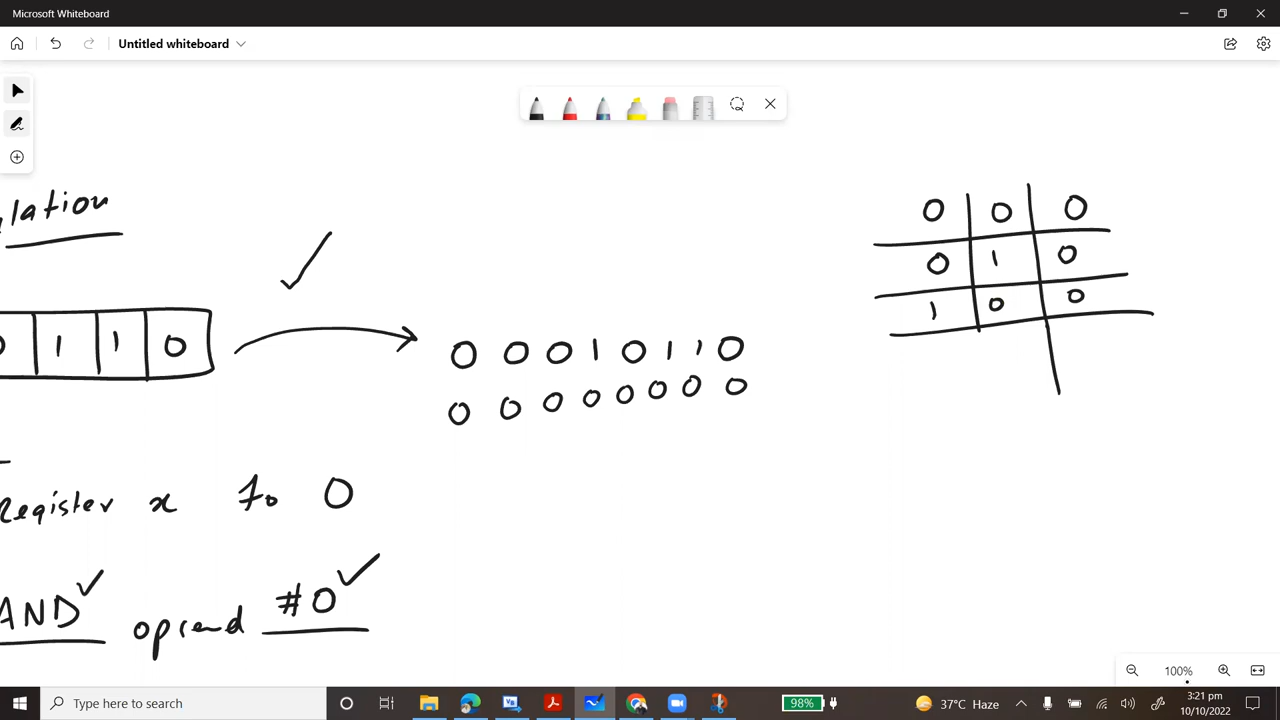 Microsoft Whiteboard
Untitled whiteboard
lation
0 1 1 0
0 0 0 1 0 1 1 0
0 0 0 0 0 0 0 0
0 0 0
0 1 0
1 0 0
Register x to 0
AND oprend #0
100%
Type here to search
98%
37°C Haze
3:21 pm
10/10/2022